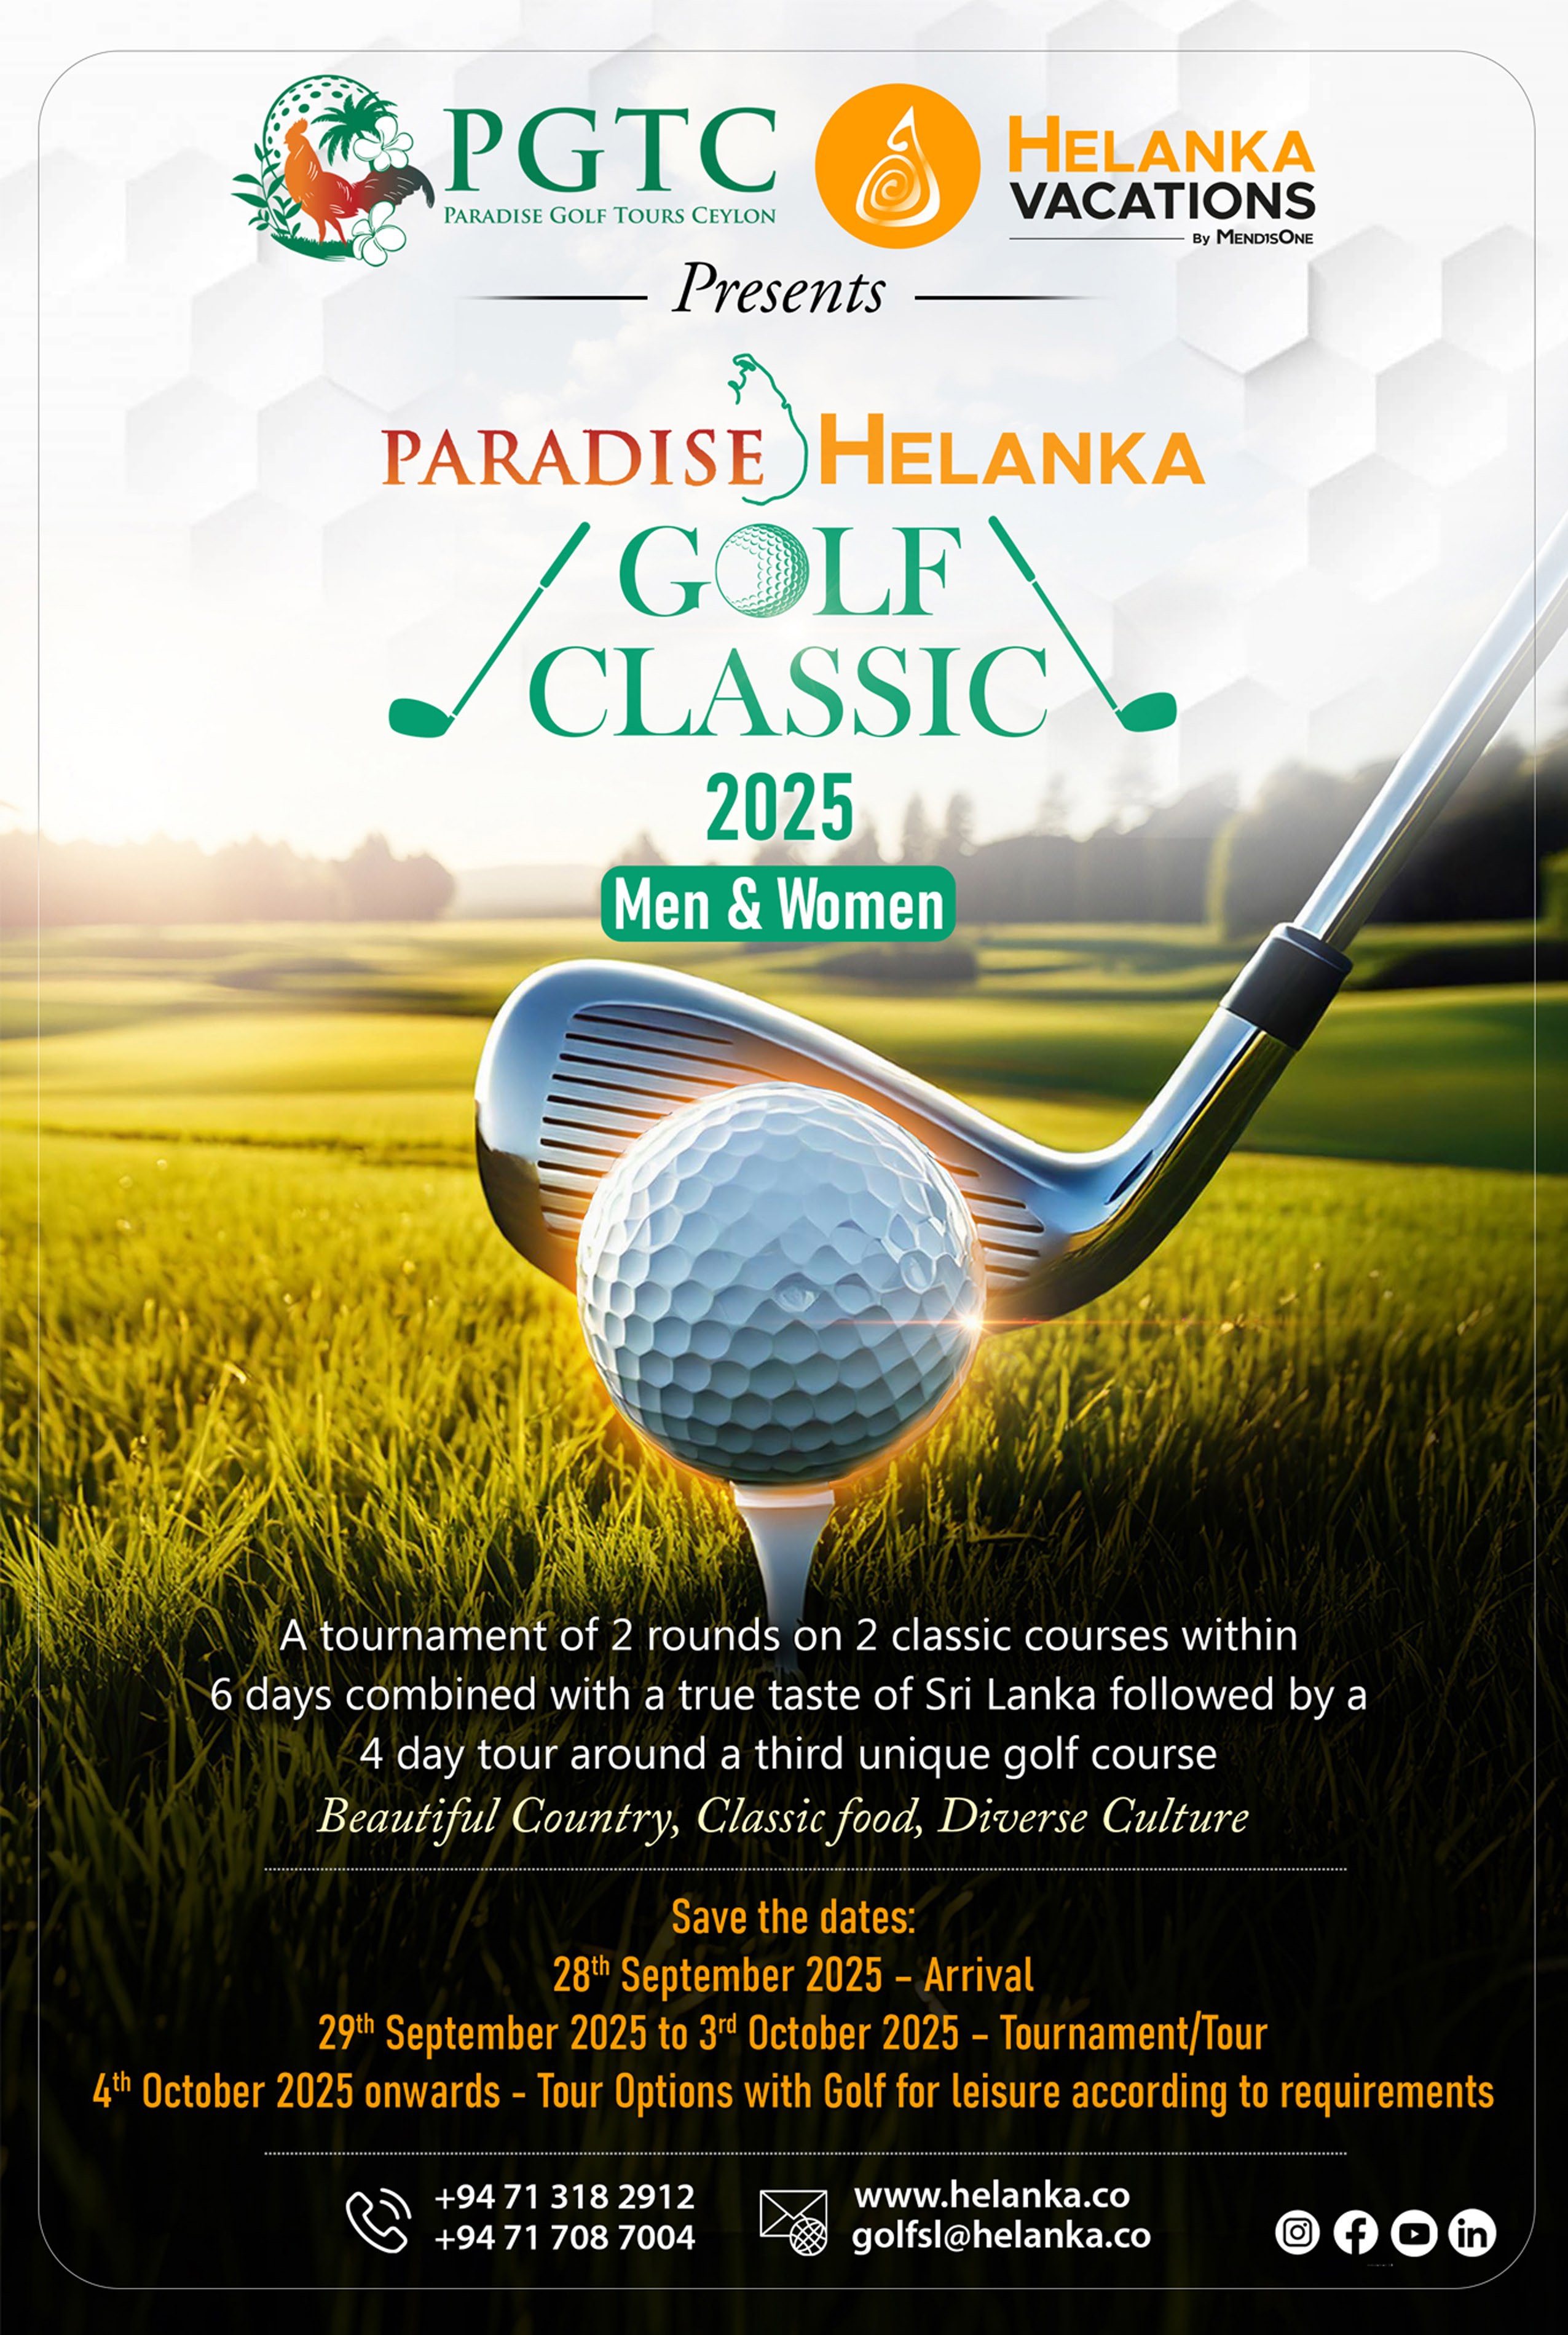 PGTC
PARADISE GOLF TOURS CEYLON
HELANKA
VACATIONS
By MENDISONE
Presents
PARADISE HELANKA
GOLF
CLASSIC
2025
Men & Women
A tournament of 2 rounds on 2 classic courses within
6 days combined with a true taste of Sri Lanka followed by a
4 day tour around a third unique golf course
Beautiful Country, Classic food, Diverse Culture
Save the dates:
28th September 2025 – Arrival
29th September 2025 to 3rd October 2025 – Tournament/Tour
4th October 2025 onwards - Tour Options with Golf for leisure according to requirements
+94 71 318 2912
+94 71 708 7004
www.helanka.co
golfsl@helanka.co